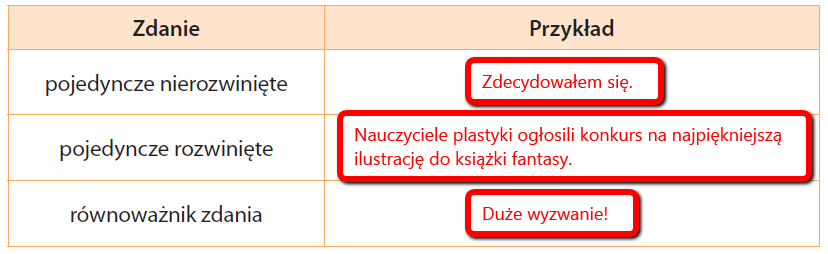 Zdanie Przykład
pojedyncze nierozwinięte Zdecydowałem się.
pojedyncze rozwinięte Nauczyciele plastyki ogłosili konkurs na najpiękniejszą
ilustrację do książki fantasy.
równoważnik zdania Duże wyzwanie!